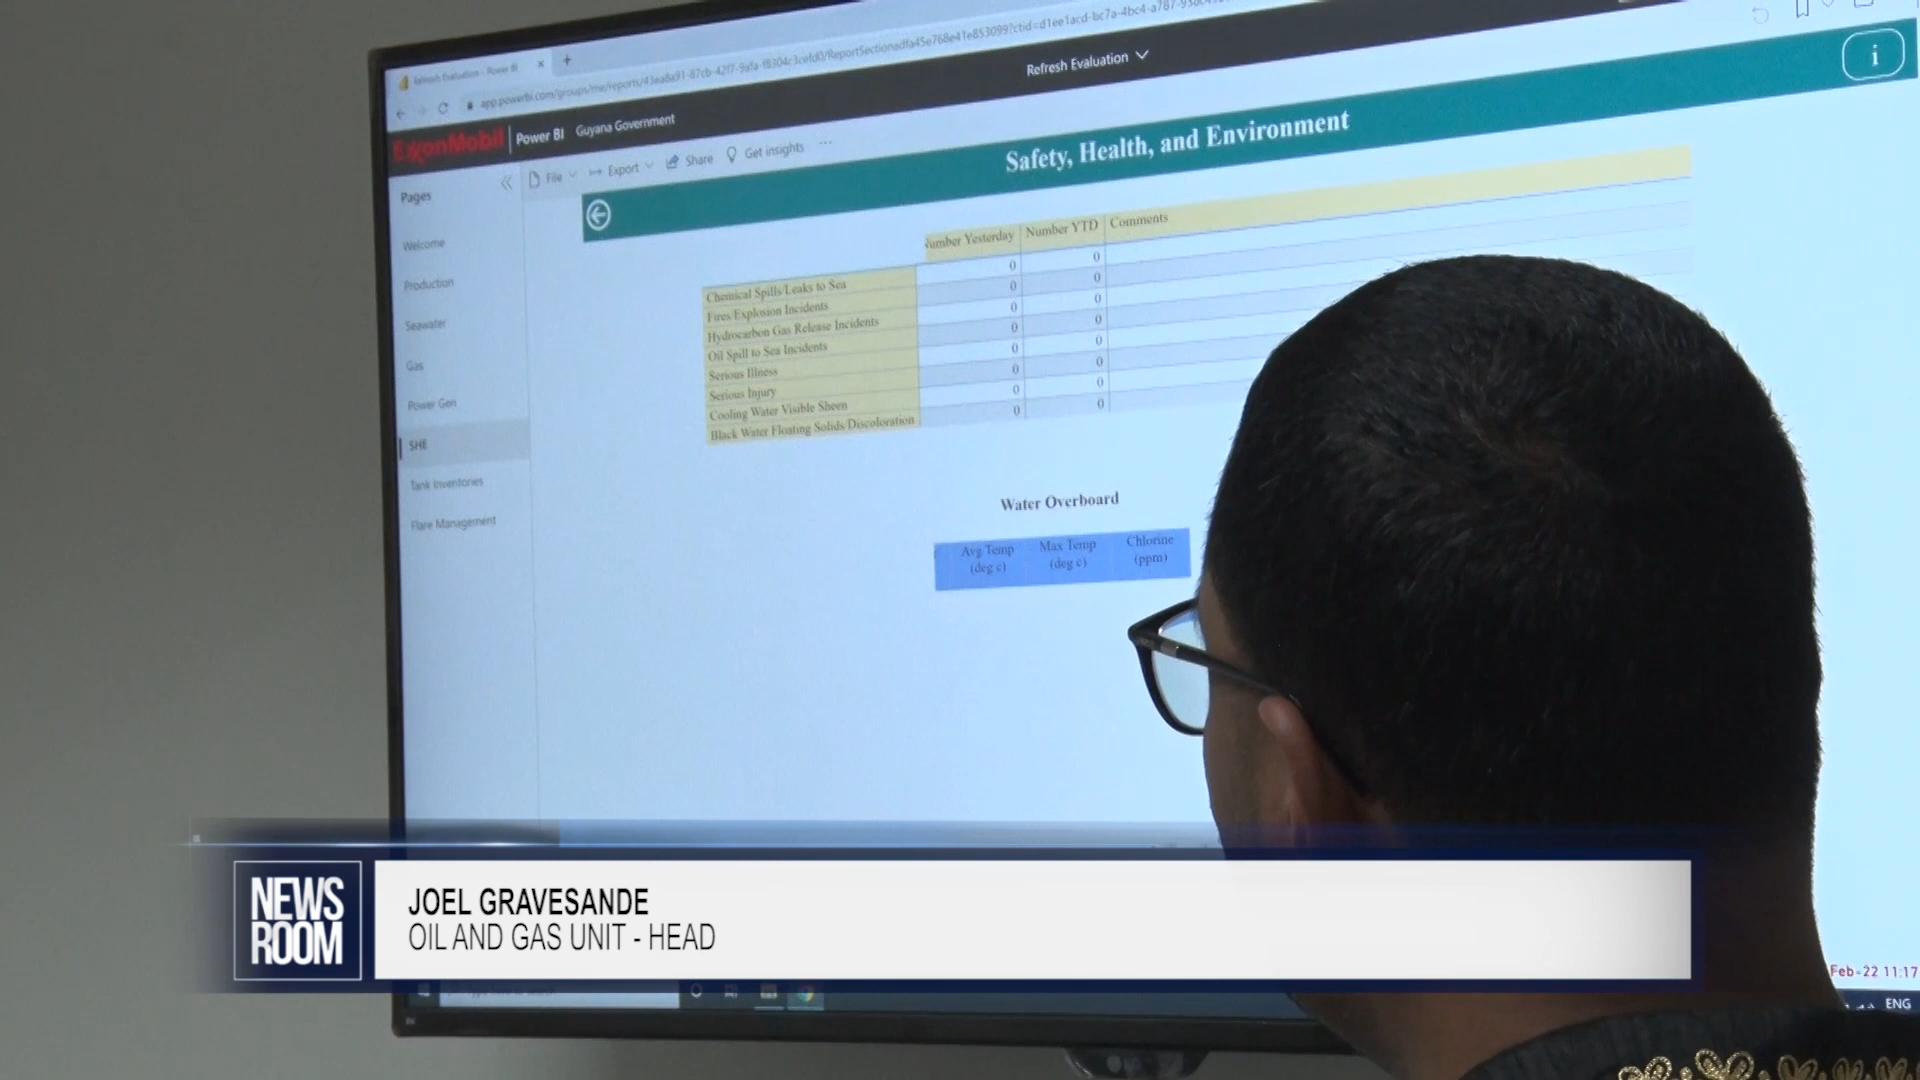 Refresh Evaluation - Power BI
Refresh Evaluation
i
ExxonMobil
Power BI
Guyana Government
File
Export
Share
Get insights
...
Safety, Health, and Environment
Pages
Welcome
Production
Seawater
Gas
Power Gen
SHE
Tank Inventories
Flare Management
Number Yesterday Number YTD Comments
Chemical Spills/Leaks to Sea 0 0
Fires/Explosion Incidents 0 0
Hydrocarbon Gas Release Incidents 0 0
Oil Spill to Sea Incidents 0 0
Serious Illness 0 0
Serious Injury 0 0
Cooling Water Visible Sheen 0 0
Black Water Floating Solids/Discoloration 0 0
Water Overboard
Avg Temp Max Temp Chlorine
(deg c) (deg c) (ppm)
NEWS
ROOM
JOEL GRAVESANDE
OIL AND GAS UNIT - HEAD
Feb-22 11:17
ENG